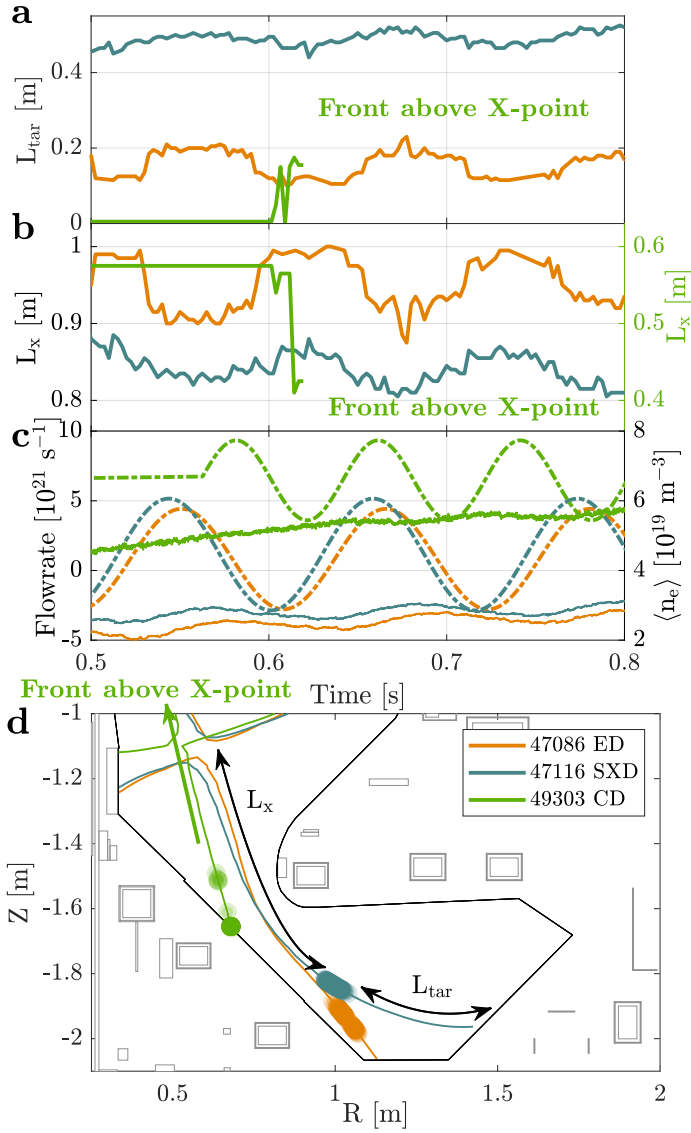 a
0.4
0.2
0
L_tar [m]
Front above X-point
b
1
0.9
0.8
L_x [m]
0.6
0.5
0.4
L_x [m]
Front above X-point
c
10
5
0
-5
Flowrate [10^21 s^-1]
8
6
4
2
⟨n_e⟩ [10^19 m^-3]
0.5 0.6 0.7 0.8
Time [s]
Front above X-point
d
-1
-1.2
-1.4
-1.6
-1.8
-2
Z [m]
47086 ED
47116 SXD
49303 CD
L_x
L_tar
0.5 1 1.5 2
R [m]